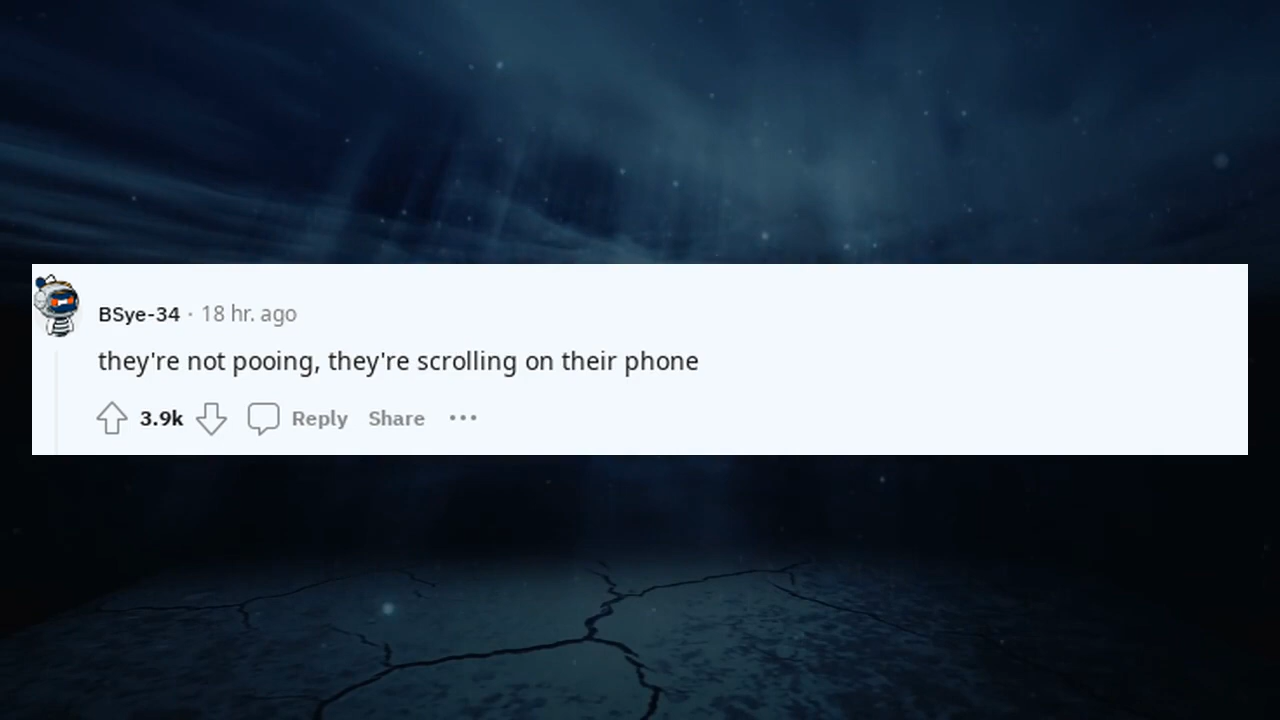 BSye-34 · 18 hr. ago
they're not pooing, they're scrolling on their phone
3.9k Reply Share •••